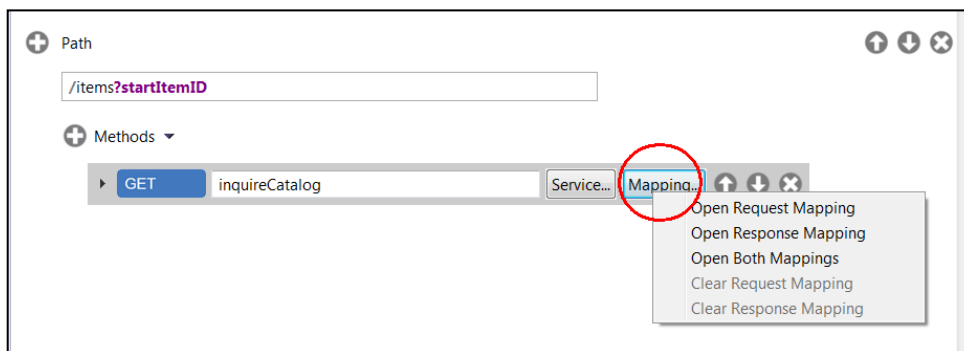 Path
/items?startItemID
Methods
GET inquireCatalog Service... Mapping...
Open Request Mapping
Open Response Mapping
Open Both Mappings
Clear Request Mapping
Clear Response Mapping